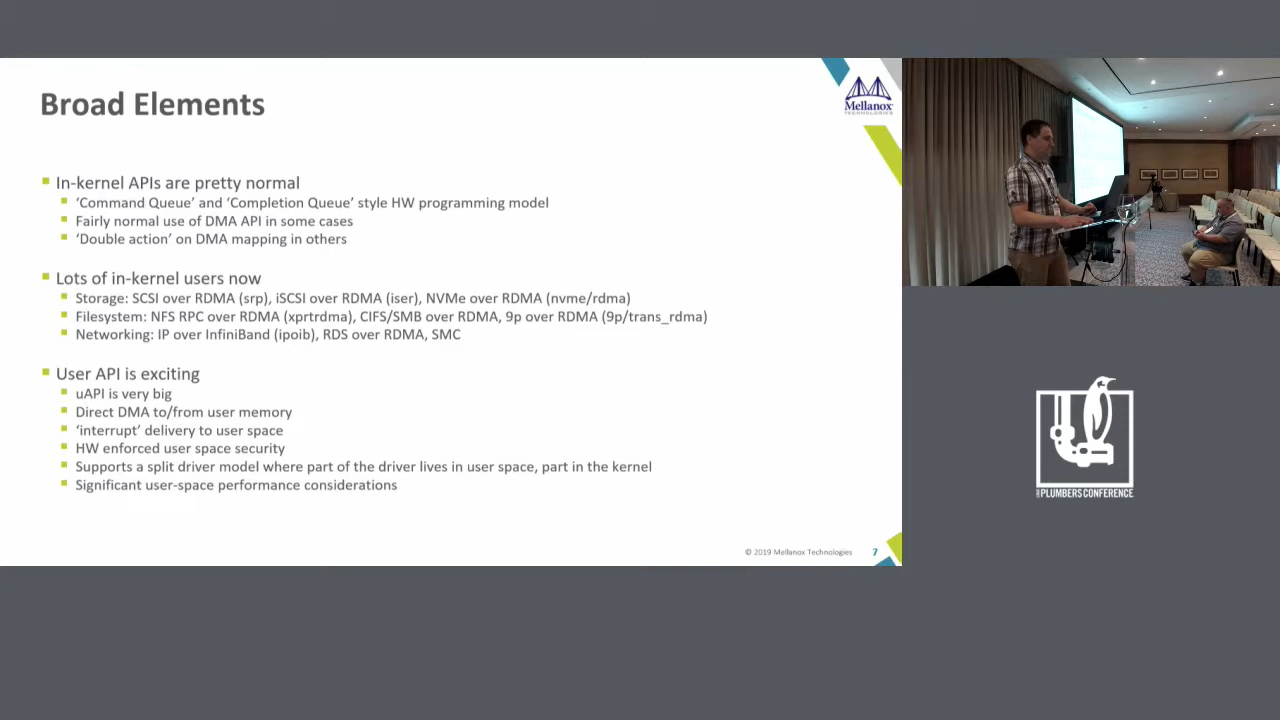 Broad Elements
Mellanox
TECHNOLOGIES
In-kernel APIs are pretty normal
‘Command Queue’ and ‘Completion Queue’ style HW programming model
Fairly normal use of DMA API in some cases
‘Double action’ on DMA mapping in others
Lots of in-kernel users now
Storage: SCSI over RDMA (srp), iSCSI over RDMA (iser), NVMe over RDMA (nvme/rdma)
Filesystem: NFS RPC over RDMA (xprtrdma), CIFS/SMB over RDMA, 9p over RDMA (9p/trans_rdma)
Networking: IP over InfiniBand (ipoib), RDS over RDMA, SMC
User API is exciting
uAPI is very big
Direct DMA to/from user memory
‘interrupt’ delivery to user space
HW enforced user space security
Supports a split driver model where part of the driver lives in user space, part in the kernel
Significant user-space performance considerations
© 2019 Mellanox Technologies 7
PLUMBERS CONFERENCE